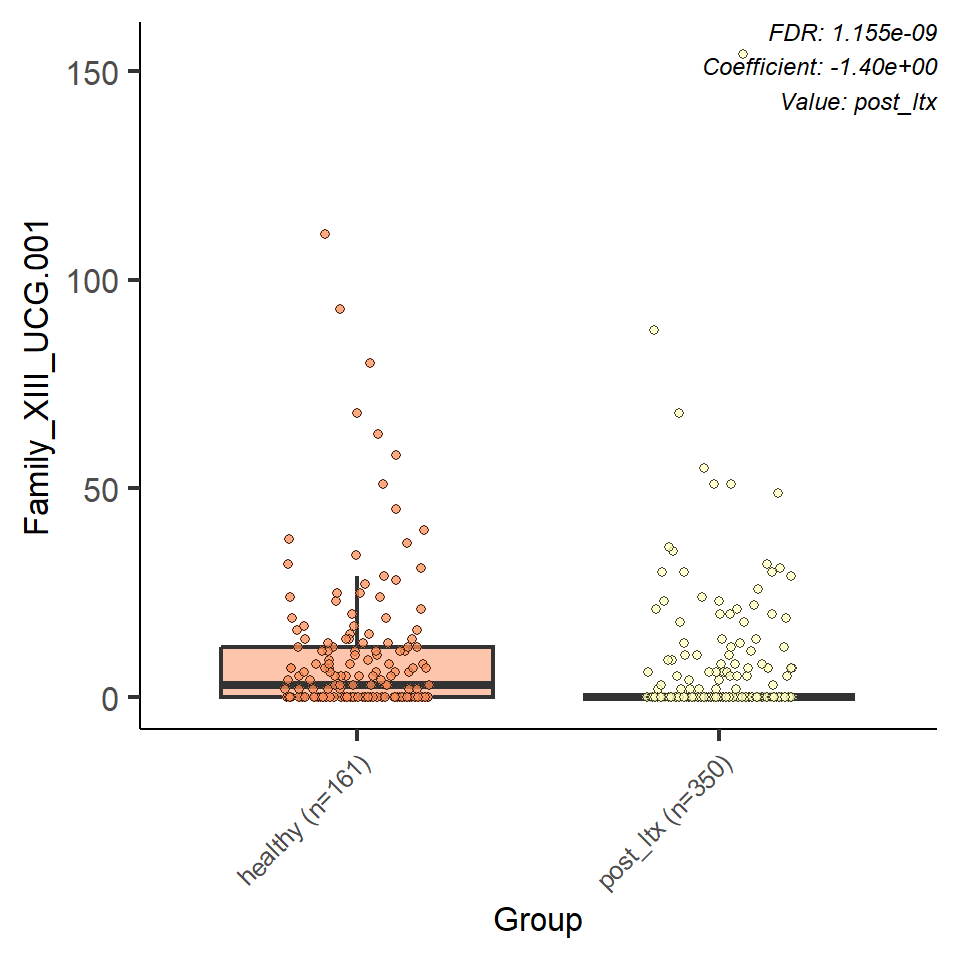 FDR: 1.155e-09
Coefficient: -1.40e+00
Value: post_ltx
150
100
50
0
Family_XIII_UCG.001
healthy (n=161)
post_ltx (n=350)
Group